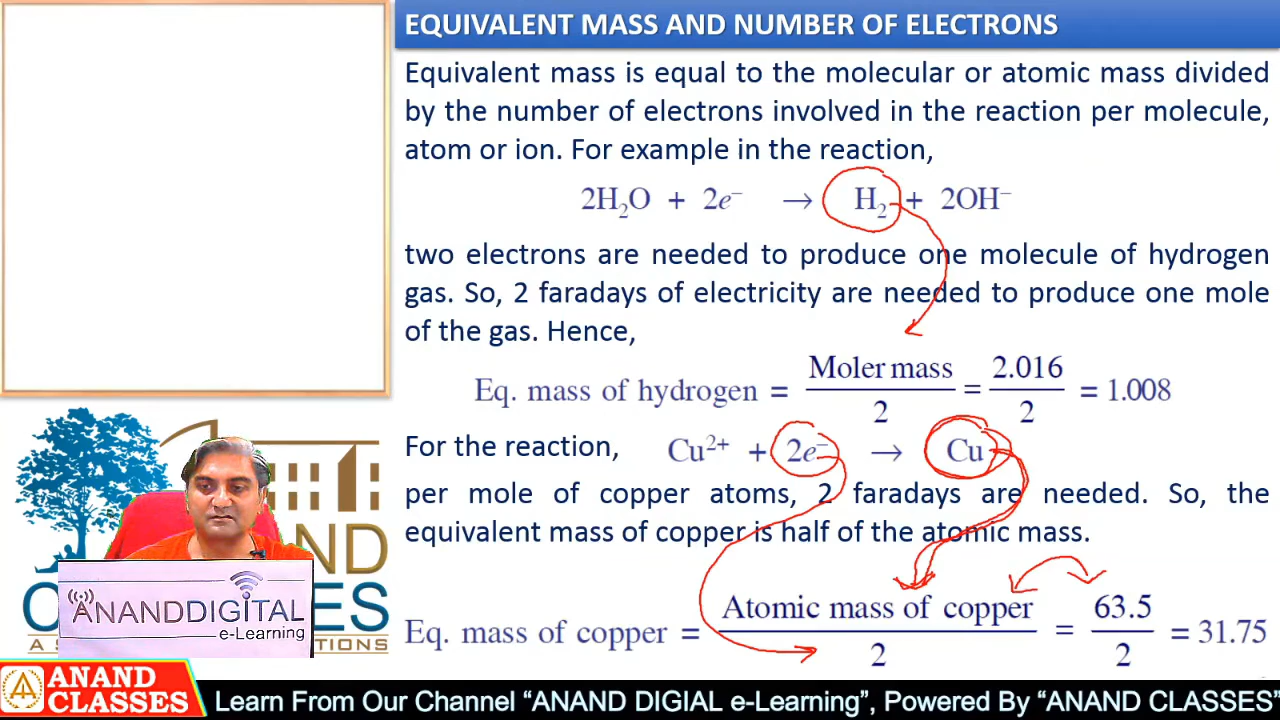 EQUIVALENT MASS AND NUMBER OF ELECTRONS
Equivalent mass is equal to the molecular or atomic mass divided
by the number of electrons involved in the reaction per molecule,
atom or ion. For example in the reaction,
2H₂O + 2e⁻ → H₂ + 2OH⁻
two electrons are needed to produce one molecule of hydrogen
gas. So, 2 faradays of electricity are needed to produce one mole
of the gas. Hence,
Eq. mass of hydrogen = Moler mass / 2 = 2.016 / 2 = 1.008
For the reaction, Cu²⁺ + 2e⁻ → Cu
per mole of copper atoms, 2 faradays are needed. So, the
equivalent mass of copper is half of the atomic mass.
Eq. mass of copper = Atomic mass of copper / 2 = 63.5 / 2 = 31.75
ANANDDIGITAL
e-Learning
ANAND
CLASSES
Learn From Our Channel “ANAND DIGIAL e-Learning”, Powered By “ANAND CLASSES”